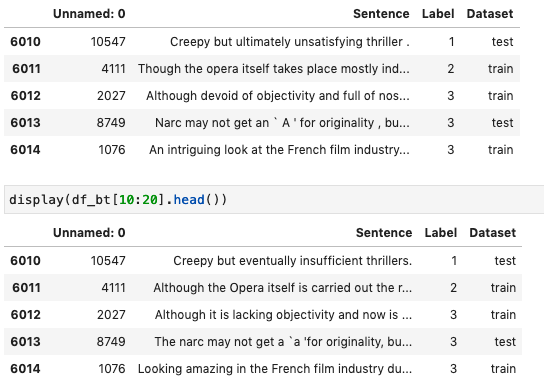 Unnamed: 0 Sentence Label Dataset
6010 10547 Creepy but ultimately unsatisfying thriller . 1 test
6011 4111 Though the opera itself takes place mostly ind... 2 train
6012 2027 Although devoid of objectivity and full of nos... 3 train
6013 8749 Narc may not get an ` A ' for originality , bu... 3 test
6014 1076 An intriguing look at the French film industry... 3 train
display(df_bt[10:20].head())
Unnamed: 0 Sentence Label Dataset
6010 10547 Creepy but eventually insufficient thrillers. 1 test
6011 4111 Although the Opera itself is carried out the r... 2 train
6012 2027 Although it is lacking objectivity and now is ... 3 train
6013 8749 The narc may not get a `a 'for originality, bu... 3 test
6014 1076 Looking amazing in the French film industry du... 3 train